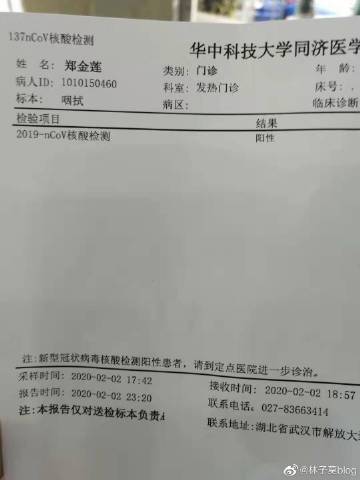 137nCoV核酸检测
华中科技大学同济医学
姓 名: 郑金莲 类别: 门诊 年 龄:
病人ID: 1010150460 科室: 发热门诊 床号:
标本: 咽拭 病区: 临床诊断
检验项目 结果
2019-nCoV核酸检测 阳性
注:新型冠状病毒核酸检测阳性患者, 请到定点医院进一步诊治。
采样时间: 2020-02-02 17:42 接收时间: 2020-02-02 18:57
报告时间: 2020-02-02 23:20 联系电话: 027-83663414
注:本报告仅对送检标本负责 联系地址: 湖北省武汉市解放大
@林子莫blog